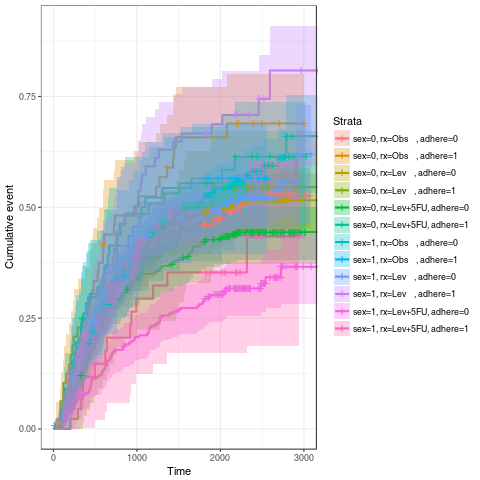 0.75
0.50
0.25
0.00
Cumulative event
0
1000
2000
3000
Time
Strata
sex=0, rx=Obs , adhere=0
sex=0, rx=Obs , adhere=1
sex=0, rx=Lev , adhere=0
sex=0, rx=Lev , adhere=1
sex=0, rx=Lev+5FU, adhere=0
sex=0, rx=Lev+5FU, adhere=1
sex=1, rx=Obs , adhere=0
sex=1, rx=Obs , adhere=1
sex=1, rx=Lev , adhere=0
sex=1, rx=Lev , adhere=1
sex=1, rx=Lev+5FU, adhere=0
sex=1, rx=Lev+5FU, adhere=1